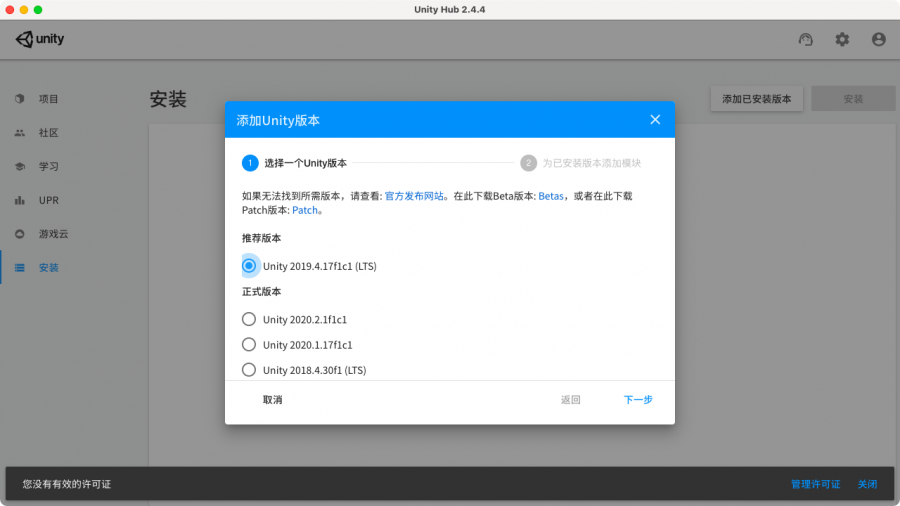 Unity Hub 2.4.4
unity
项目
社区
学习
UPR
游戏云
安装
安装
添加已安装版本
安装
添加Unity版本
1 选择一个Unity版本
2 为已安装版本添加模块
如果无法找到所需版本，请查看: 官方发布网站。在此下载Beta版本: Betas，或者在此下载
Patch版本: Patch。
推荐版本
Unity 2019.4.17f1c1 (LTS)
正式版本
Unity 2020.2.1f1c1
Unity 2020.1.17f1c1
Unity 2018.4.30f1 (LTS)
取消
返回
下一步
您没有有效的许可证
管理许可证
关闭